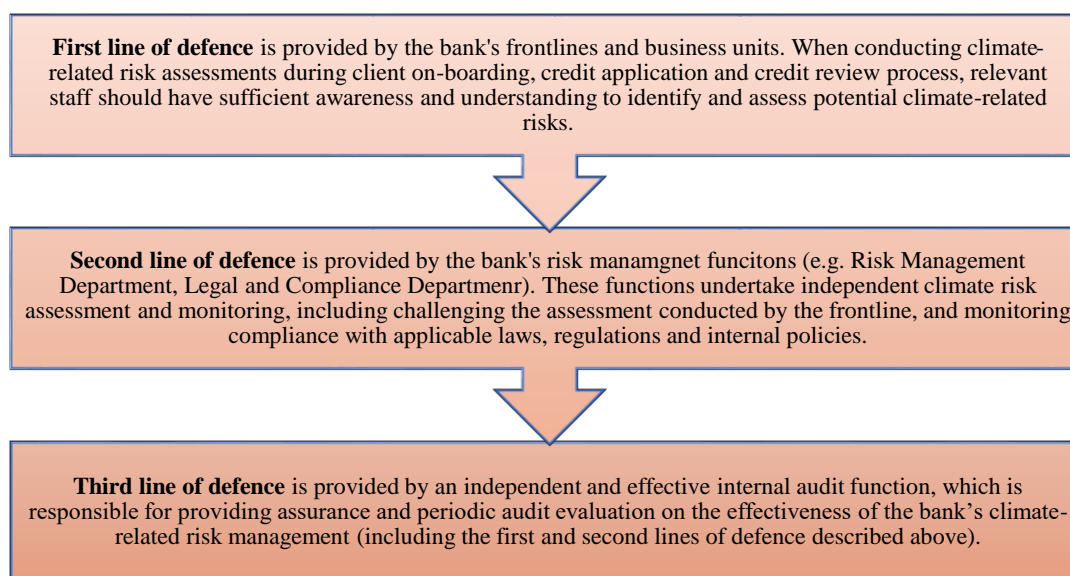 First line of defence is provided by the bank's frontlines and business units. When conducting climate-
related risk assessments during client on-boarding, credit application and credit review process, relevant
staff should have sufficient awareness and understanding to identify and assess potential climate-related
risks.
Second line of defence is provided by the bank's risk manamgnet funcitons (e.g. Risk Management
Department, Legal and Compliance Departmenr). These functions undertake independent climate risk
assessment and monitoring, including challenging the assessment conducted by the frontline, and monitoring
compliance with applicable laws, regulations and internal policies.
Third line of defence is provided by an independent and effective internal audit function, which is
responsible for providing assurance and periodic audit evaluation on the effectiveness of the bank’s climate-
related risk management (including the first and second lines of defence described above).